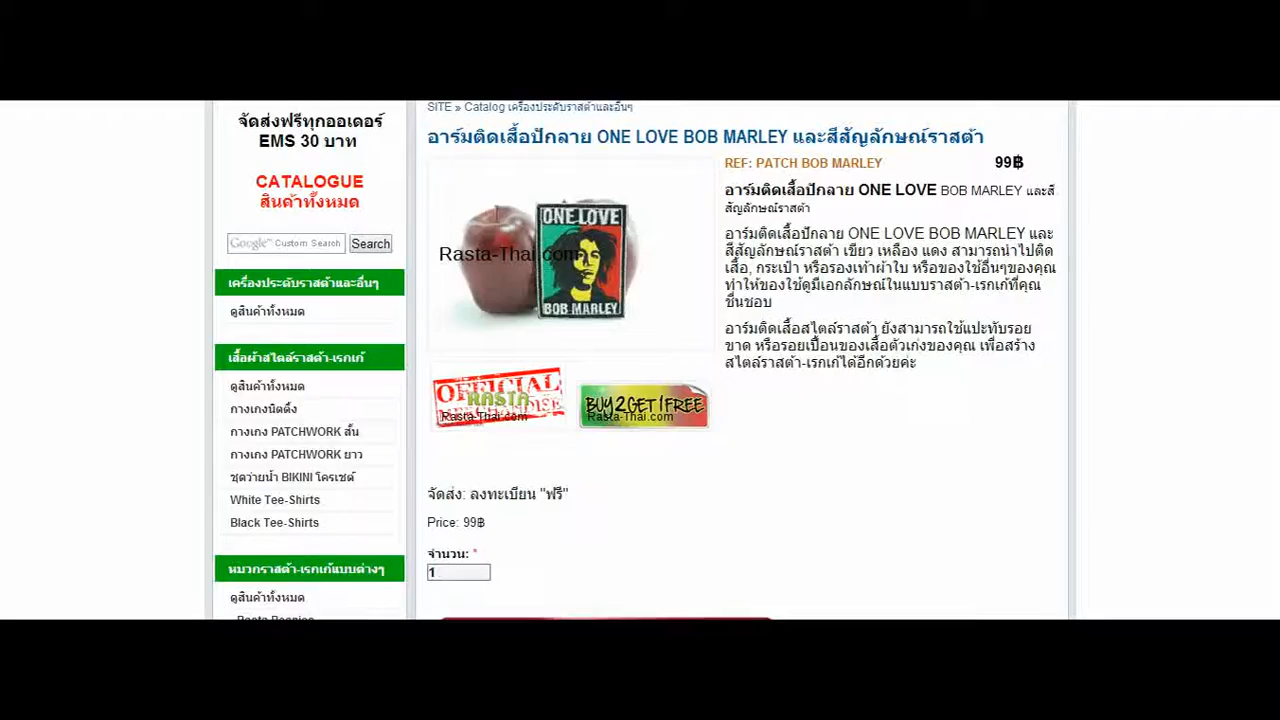 SITE » Catalog เครื่องประดับราสต้าและอื่นๆ
จัดส่งฟรีทุกออเดอร์
EMS 30 บาท
CATALOGUE
สินค้าทั้งหมด
Google™ Custom Search
Search
เครื่องประดับราสต้าและอื่นๆ
ดูสินค้าทั้งหมด
เสื้อผ้าสไตล์ราสต้า-เรกเก้
ดูสินค้าทั้งหมด
กางเกงนิตติ้ง
กางเกง PATCHWORK สั้น
กางเกง PATCHWORK ยาว
ชุดว่ายน้ำ BIKINI โครเชต์
White Tee-Shirts
Black Tee-Shirts
หมวกราสต้า-เรกเก้แบบต่างๆ
ดูสินค้าทั้งหมด
อาร์มติดเสื้อปักลาย ONE LOVE BOB MARLEY และสีสัญลักษณ์ราสต้า
ONE LOVE
Rasta-Thai.com
BOB MARLEY
REF: PATCH BOB MARLEY
99฿
อาร์มติดเสื้อปักลาย ONE LOVE BOB MARLEY และสี
สัญลักษณ์ราสต้า
อาร์มติดเสื้อปักลาย ONE LOVE BOB MARLEY และ
สีสัญลักษณ์ราสต้า เขียว เหลือง แดง สามารถนำไปติด
เสื้อ, กระเป๋า หรือรองเท้าผ้าใบ หรือของใช้อื่นๆของคุณ
ทำให้ของใช้ดูมีเอกลักษณ์ในแบบราสต้า-เรกเก้ที่คุณ
ชื่นชอบ
อาร์มติดเสื้อสไตล์ราสต้า ยังสามารถใช้แปะทับรอย
ขาด หรือรอยเปื้อนของเสื้อตัวเก่งของคุณ เพื่อสร้าง
สไตล์ราสต้า-เรกเก้ได้อีกด้วยค่ะ
OFFICIAL
RASTA
Rasta-Thai.com
BUY 2 GET 1 FREE
Rasta-Thai.com
จัดส่ง: ลงทะเบียน "ฟรี"
Price: 99฿
จำนวน: *
1